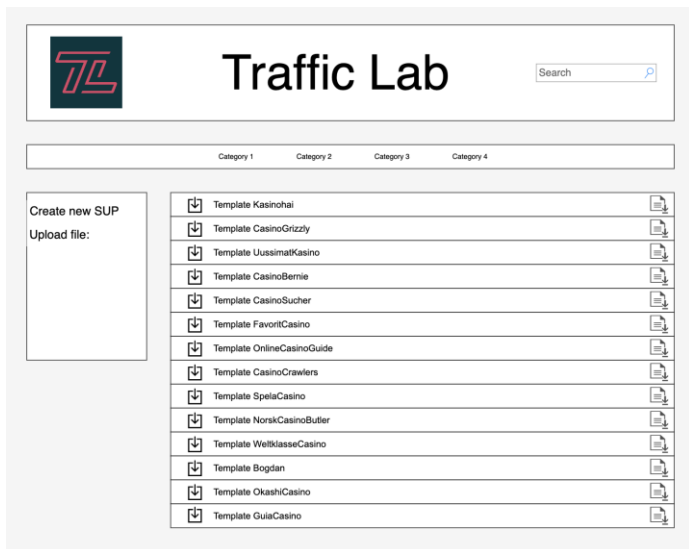 TL
Traffic Lab
Search
Category 1 Category 2 Category 3 Category 4
Create new SUP
Upload file:
Template Kasinohai
Template CasinoGrizzly
Template UussimatKasino
Template CasinoBernie
Template CasinoSucher
Template FavoritCasino
Template OnlineCasinoGuide
Template CasinoCrawlers
Template SpelaCasino
Template NorskCasinoButler
Template WeltklasseCasino
Template Bogdan
Template OkashiCasino
Template GuiaCasino